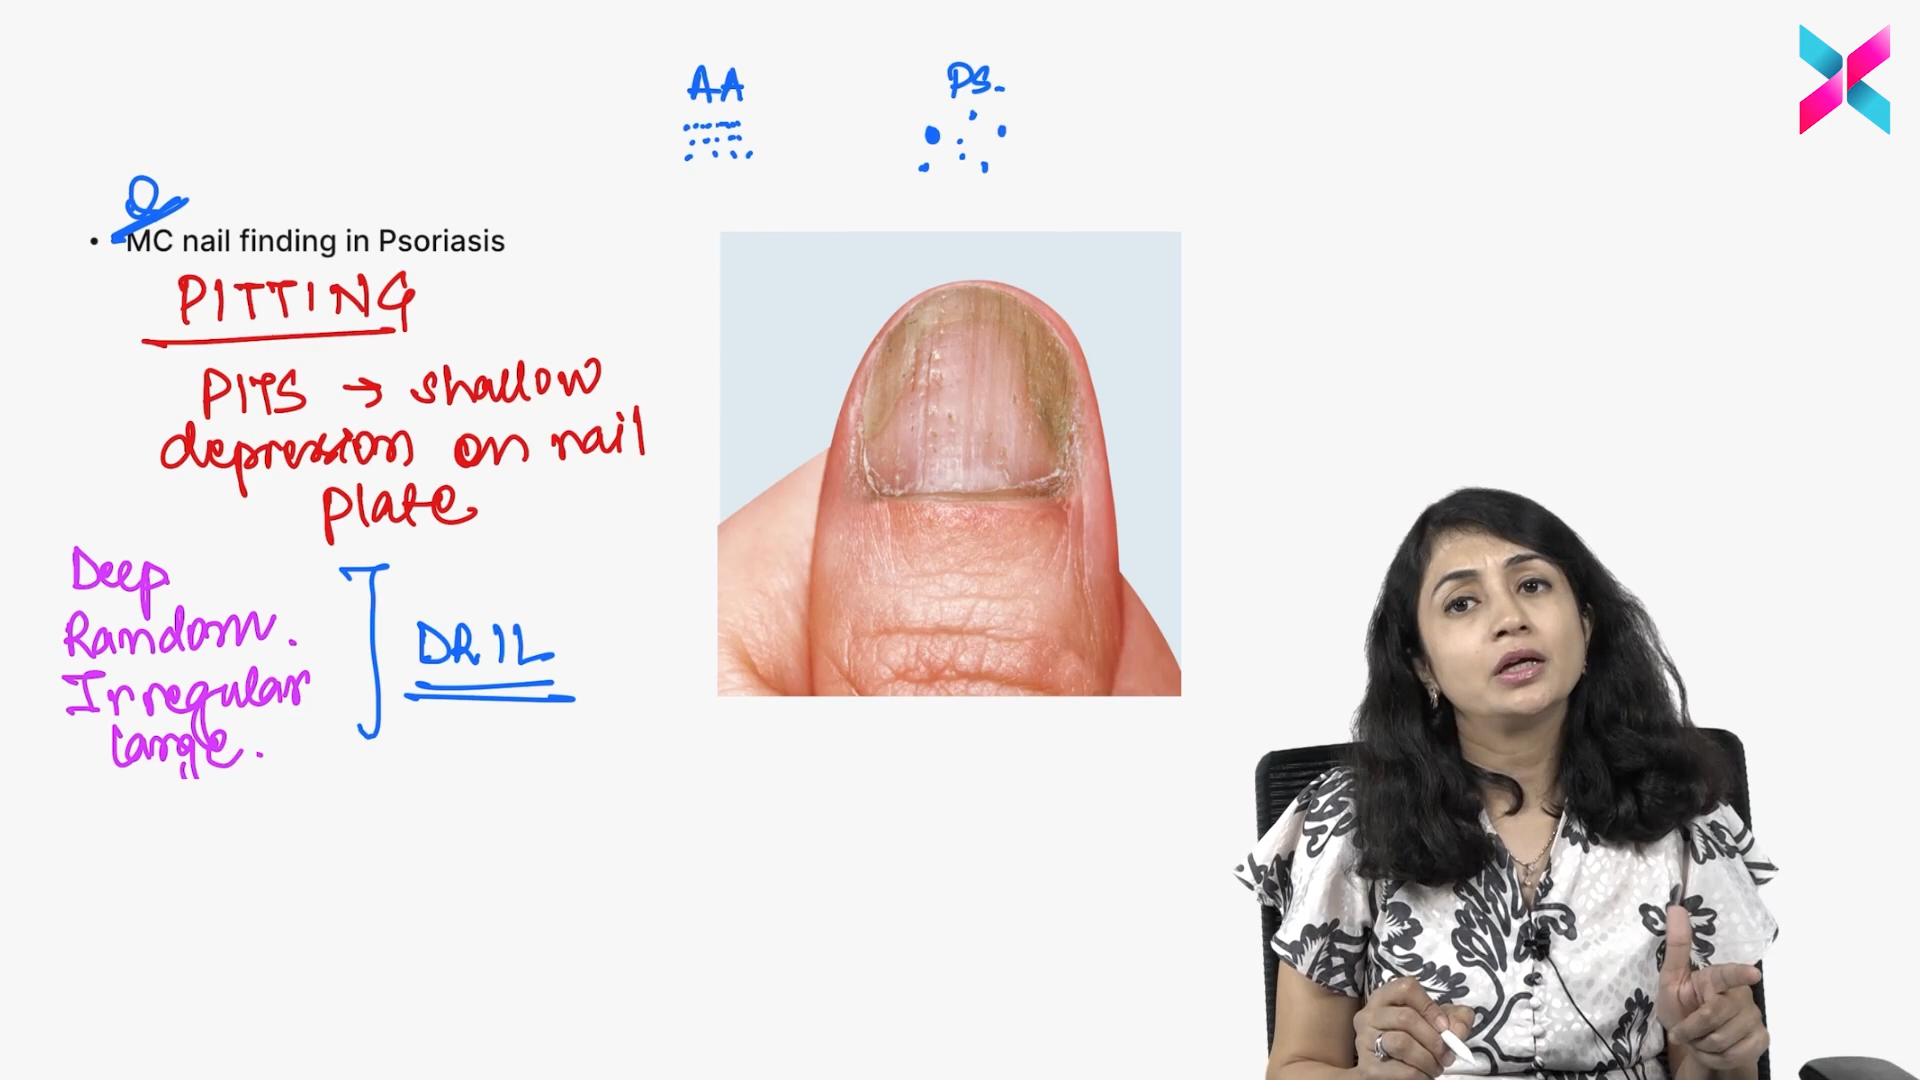 AA PS.
Q
• MC nail finding in Psoriasis
PITTING
PITS → shallow
depression on nail
plate
Deep
Random.
Irregular
large.
DRIL